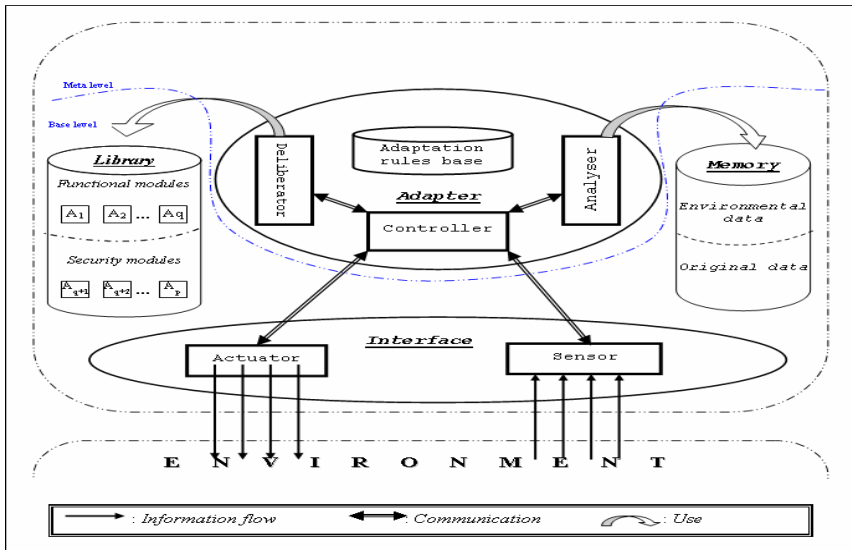 Meta level
Base level
Library
Functional modules
A1 A2 ... Aq
Security modules
Aq+1 Aq+2 ... Ap
Deliberator
Adaptation
rules base
Adapter
Controller
Analyser
Memory
Environmental
data
Original data
Interface
Actuator
Sensor
E N V I R O N M E N T
: Information flow
: Communication
: Use